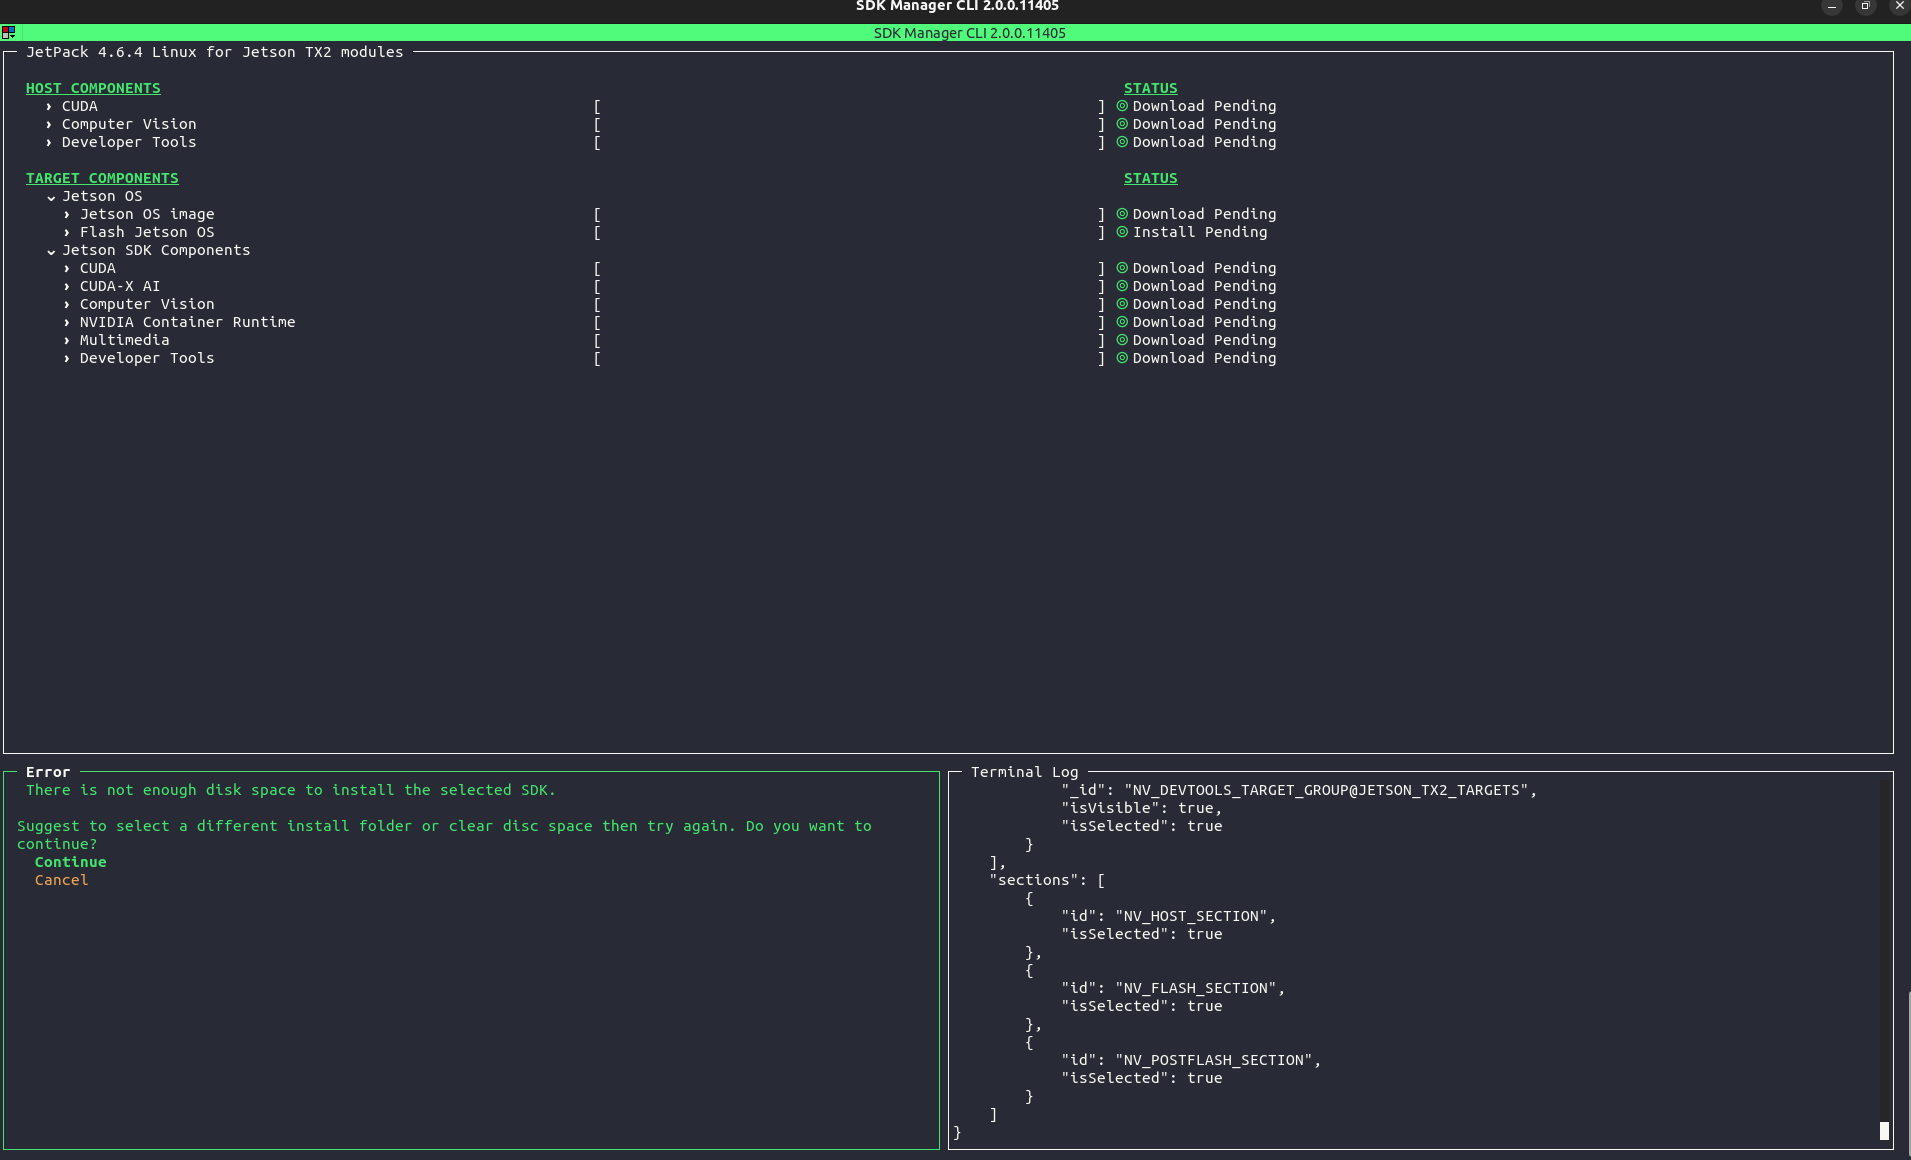 SDK Manager CLI 2.0.0.11405
SDK Manager CLI 2.0.0.11405
JetPack 4.6.4 Linux for Jetson TX2 modules
HOST COMPONENTS STATUS
› CUDA [ ] ◎ Download Pending
› Computer Vision [ ] ◎ Download Pending
› Developer Tools [ ] ◎ Download Pending
TARGET COMPONENTS STATUS
⌄ Jetson OS
› Jetson OS image [ ] ◎ Download Pending
› Flash Jetson OS [ ] ◎ Install Pending
⌄ Jetson SDK Components
› CUDA [ ] ◎ Download Pending
› CUDA-X AI [ ] ◎ Download Pending
› Computer Vision [ ] ◎ Download Pending
› NVIDIA Container Runtime [ ] ◎ Download Pending
› Multimedia [ ] ◎ Download Pending
› Developer Tools [ ] ◎ Download Pending
Error
There is not enough disk space to install the selected SDK.
Suggest to select a different install folder or clear disc space then try again. Do you want to
continue?
Continue
Cancel
Terminal Log
"_id": "NV_DEVTOOLS_TARGET_GROUP@JETSON_TX2_TARGETS",
"isVisible": true,
"isSelected": true
}
],
"sections": [
{
"id": "NV_HOST_SECTION",
"isSelected": true
},
{
"id": "NV_FLASH_SECTION",
"isSelected": true
},
{
"id": "NV_POSTFLASH_SECTION",
"isSelected": true
}
]
}